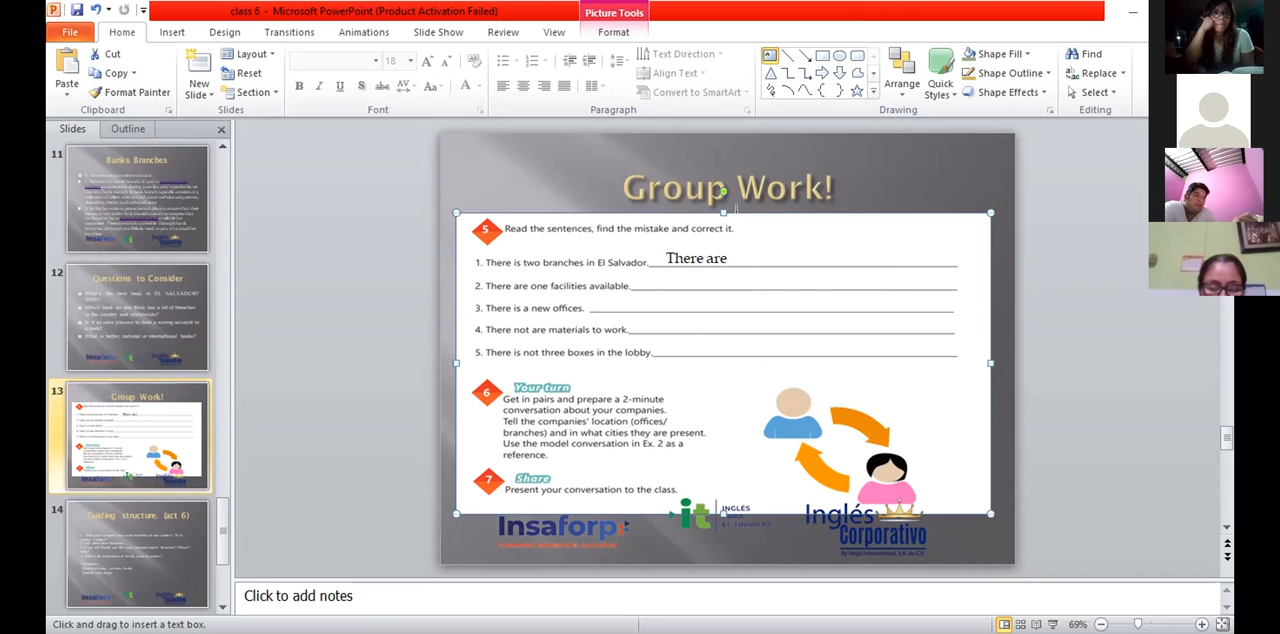 class 6 - Microsoft PowerPoint (Product Activation Failed)
Picture Tools
File Home Insert Design Transitions Animations Slide Show Review View Format
Paste
Cut
Copy
Format Painter
Clipboard
New Slide
Layout
Reset
Section
Slides
18
Font
Text Direction
Align Text
Convert to SmartArt
Paragraph
Arrange
Quick Styles
Shape Fill
Shape Outline
Shape Effects
Drawing
Find
Replace
Select
Editing
Slides Outline
11
Banks Branches
12
Questions to Consider
13
Group Work!
14
Guiding structure. (act 6)
Group Work!
5 Read the sentences, find the mistake and correct it.
1. There is two branches in El Salvador. There are
2. There are one facilities available.
3. There is a new offices.
4. There not are materials to work.
5. There is not three boxes in the lobby.
6 Your turn
Get in pairs and prepare a 2-minute
conversation about your companies.
Tell the companies' location (offices/
branches) and in what cities they are present.
Use the model conversation in Ex. 2 as a
reference.
7 Share
Present your conversation to the class.
Insaforp
it INGLÉS PARA EL TRABAJO
Inglés
Corporativo
By Regal International, S.A. de C.V.
Click to add notes
Click and drag to insert a text box.
69%